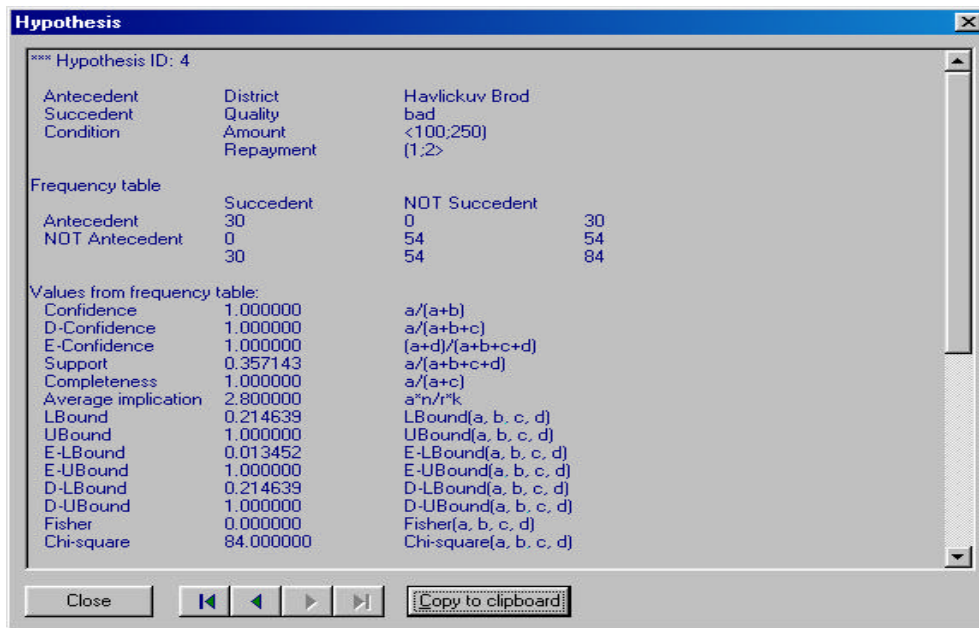 Hypothesis
*** Hypothesis ID: 4
Antecedent District Havlickuv Brod
Succedent Quality bad
Condition Amount <100;250)
Repayment (1;2>
Frequency table
Succedent NOT Succedent
Antecedent 30 0 30
NOT Antecedent 0 54 54
30 54 84
Values from frequency table:
Confidence 1.000000 a/(a+b)
D-Confidence 1.000000 a/(a+b+c)
E-Confidence 1.000000 (a+d)/(a+b+c+d)
Support 0.357143 a/(a+b+c+d)
Completeness 1.000000 a/(a+c)
Average implication 2.800000 a*n/r*k
LBound 0.214639 LBound(a, b, c, d)
UBound 1.000000 UBound(a, b, c, d)
E-LBound 0.013452 E-LBound(a, b, c, d)
E-UBound 1.000000 E-UBound(a, b, c, d)
D-LBound 0.214639 D-LBound(a, b, c, d)
D-UBound 1.000000 D-UBound(a, b, c, d)
Fisher 0.000000 Fisher(a, b, c, d)
Chi-square 84.000000 Chi-square(a, b, c, d)
Close Copy to clipboard